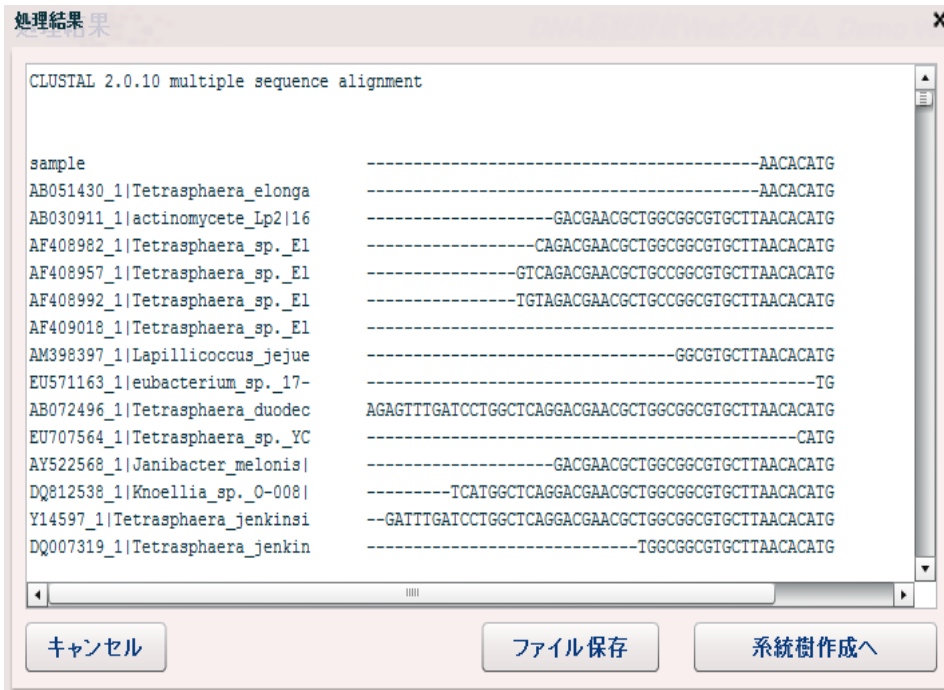 処理結果
CLUSTAL 2.0.10 multiple sequence alignment
sample ------------------------------------------AACACATG
AB051430_1|Tetrasphaera_elonga ------------------------------------------AACACATG
AB030911_1|actinomycete_Lp2|16 --------------------GACGAACGCTGGCGGCGTGCTTAACACATG
AF408982_1|Tetrasphaera_sp._El ------------------CAGACGAACGCTGGCGGCGTGCTTAACACATG
AF408957_1|Tetrasphaera_sp._El ----------------GTCAGACGAACGCTGCCGGCGTGCTTAACACATG
AF408992_1|Tetrasphaera_sp._El ----------------TGTAGACGAACGCTGCCGGCGTGCTTAACACATG
AF409018_1|Tetrasphaera_sp._El --------------------------------------------------
AM398397_1|Lapillicoccus_jejue ---------------------------------GGCGTGCTTAACACATG
EU571163_1|eubacterium_sp._17- ------------------------------------------------TG
AB072496_1|Tetrasphaera_duodec AGAGTTTGATCCTGGCTCAGGACGAACGCTGGCGGCGTGCTTAACACATG
EU707564_1|Tetrasphaera_sp._YC ----------------------------------------------CATG
AY522568_1|Janibacter_melonis| --------------------GACGAACGCTGGCGGCGTGCTTAACACATG
DQ812538_1|Knoellia_sp._O-008| ---------TCATGGCTCAGGACGAACGCTGGCGGCGTGCTTAACACATG
Y14597_1|Tetrasphaera_jenkinsi --GATTTGATCCTGGCTCAGGACGAACGCTGGCGGCGTGCTTAACACATG
DQ007319_1|Tetrasphaera_jenkin -----------------------------TGGCGGCGTGCTTAACACATG
キャンセル ファイル保存 系統樹作成へ